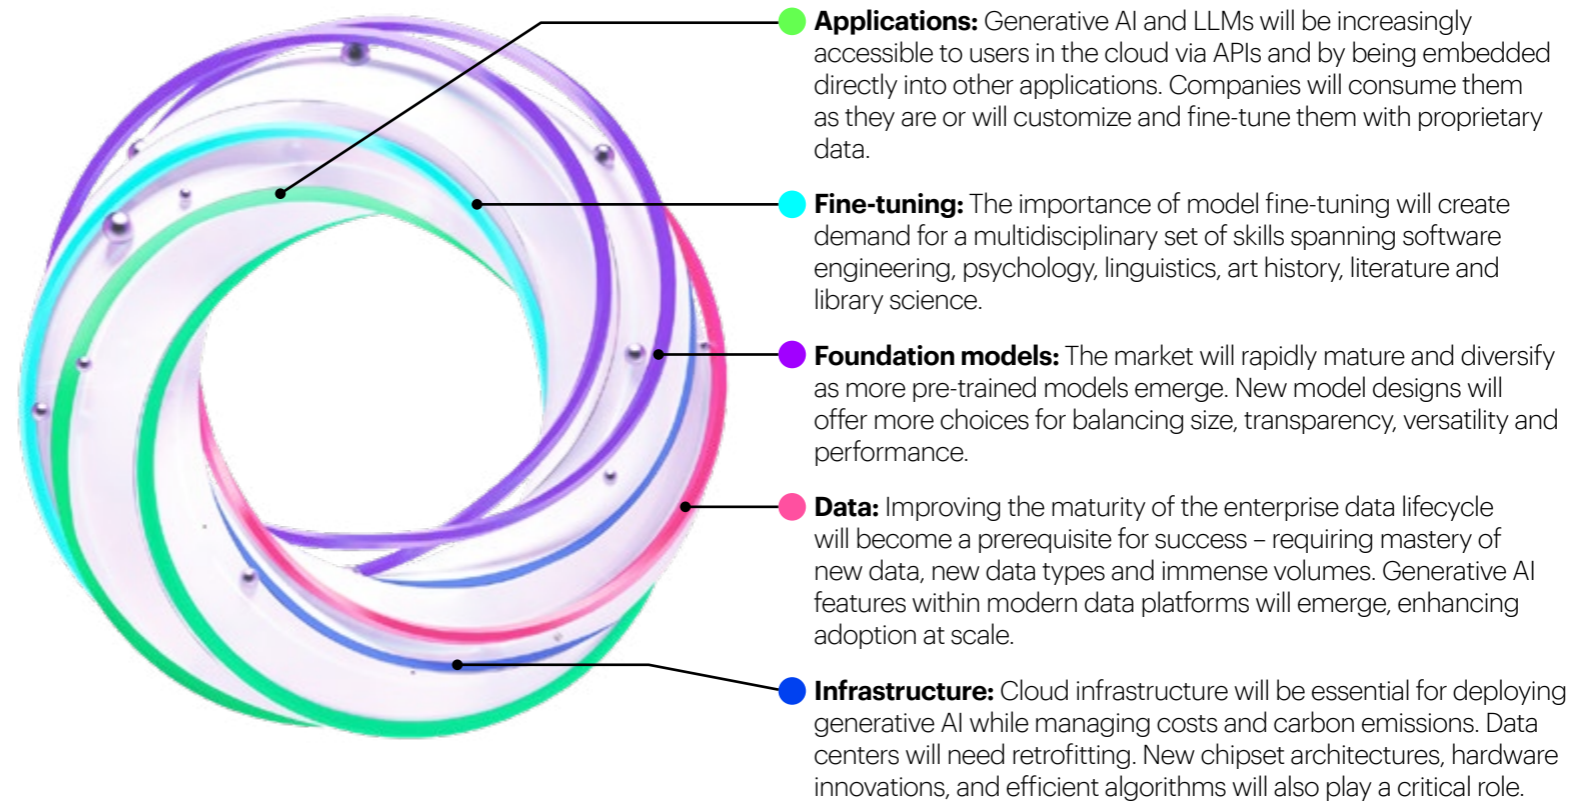 Applications: Generative AI and LLMs will be increasingly
accessible to users in the cloud via APIs and by being embedded
directly into other applications. Companies will consume them
as they are or will customize and fine-tune them with proprietary
data.
Fine-tuning: The importance of model fine-tuning will create
demand for a multidisciplinary set of skills spanning software
engineering, psychology, linguistics, art history, literature and
library science.
Foundation models: The market will rapidly mature and diversify
as more pre-trained models emerge. New model designs will
offer more choices for balancing size, transparency, versatility and
performance.
Data: Improving the maturity of the enterprise data lifecycle
will become a prerequisite for success – requiring mastery of
new data, new data types and immense volumes. Generative AI
features within modern data platforms will emerge, enhancing
adoption at scale.
Infrastructure: Cloud infrastructure will be essential for deploying
generative AI while managing costs and carbon emissions. Data
centers will need retrofitting. New chipset architectures, hardware
innovations, and efficient algorithms will also play a critical role.